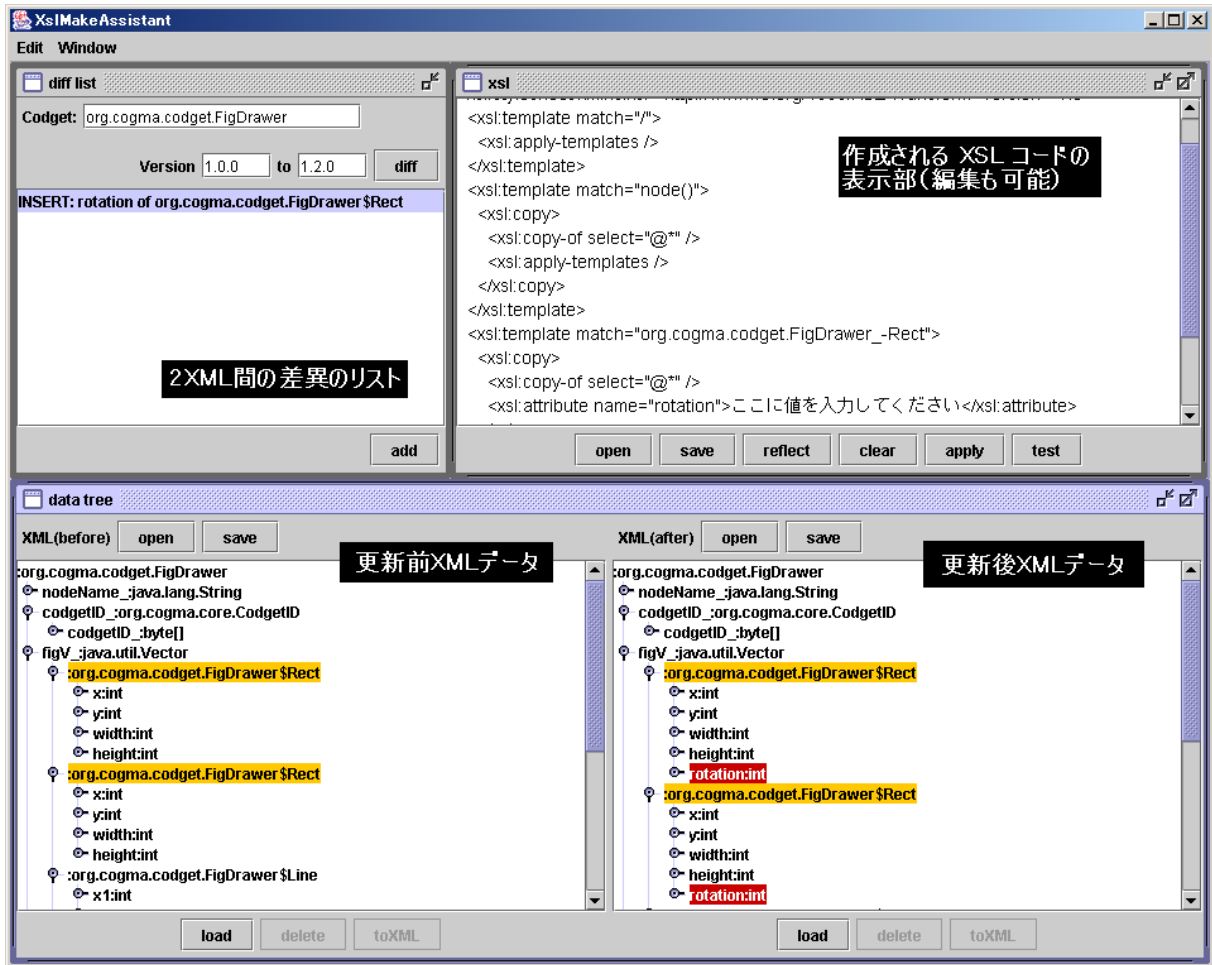 XslMakeAssistant
Edit Window
diff list
Codget: org.cogma.codget.FigDrawer
Version 1.0.0 to 1.2.0 diff
INSERT: rotation of org.cogma.codget.FigDrawer$Rect
2XML間の差異のリスト
add
xsl
<xsl:template match="/">
<xsl:apply-templates />
</xsl:template>
<xsl:template match="node()">
<xsl:copy>
<xsl:copy-of select="@*" />
<xsl:apply-templates />
</xsl:copy>
</xsl:template>
<xsl:template match="org.cogma.codget.FigDrawer_-Rect">
<xsl:copy>
<xsl:copy-of select="@*" />
<xsl:attribute name="rotation">ここに値を入力してください</xsl:attribute>
作成される XSL コードの
表示部(編集も可能)
open save reflect clear apply test
data tree
XML(before) open save
更新前XMLデータ
:org.cogma.codget.FigDrawer
nodeName_:java.lang.String
codgetID_:org.cogma.core.CodgetID
codgetID_:byte[]
figV_:java.util.Vector
:org.cogma.codget.FigDrawer$Rect
x:int
y:int
width:int
height:int
:org.cogma.codget.FigDrawer$Rect
x:int
y:int
width:int
height:int
:org.cogma.codget.FigDrawer$Line
x1:int
load delete toXML
XML(after) open save
更新後XMLデータ
:org.cogma.codget.FigDrawer
nodeName_:java.lang.String
codgetID_:org.cogma.core.CodgetID
codgetID_:byte[]
figV_:java.util.Vector
:org.cogma.codget.FigDrawer$Rect
x:int
y:int
width:int
height:int
rotation:int
:org.cogma.codget.FigDrawer$Rect
x:int
y:int
width:int
height:int
rotation:int
load delete toXML